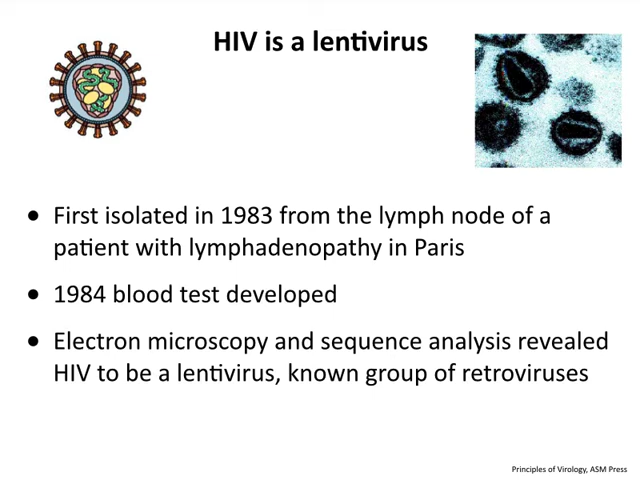 HIV is a lentivirus
• First isolated in 1983 from the lymph node of a
patient with lymphadenopathy in Paris
• 1984 blood test developed
• Electron microscopy and sequence analysis revealed
HIV to be a lentivirus, known group of retroviruses
Principles of Virology, ASM Press